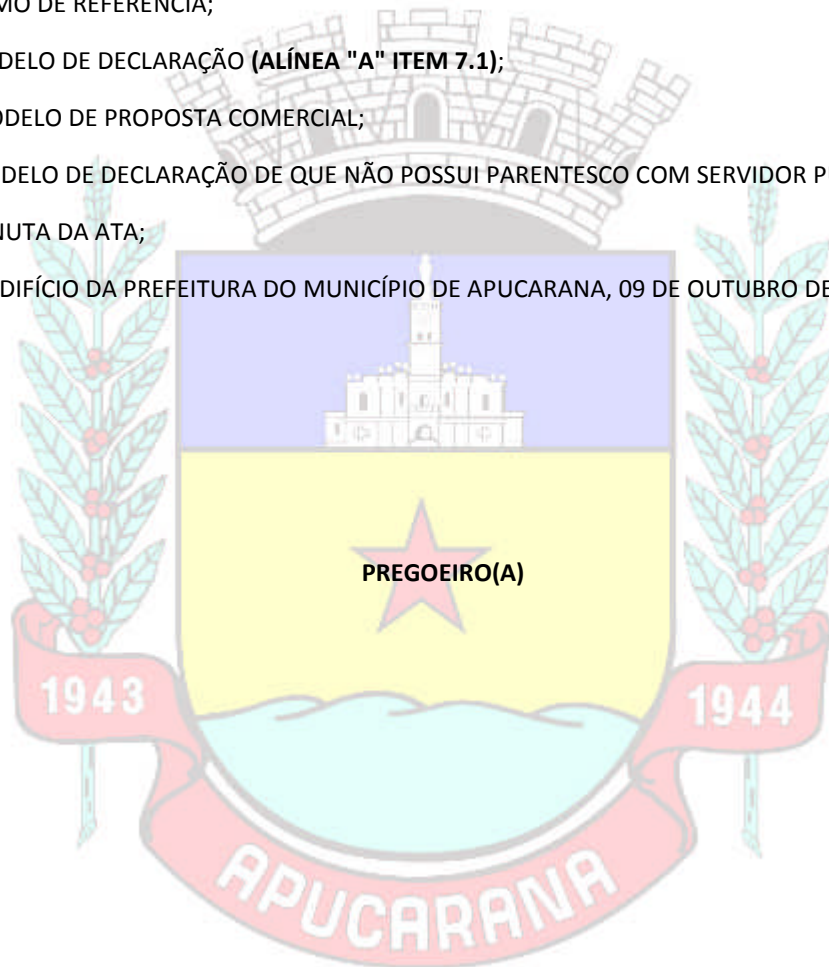 MO DE REFERÊNCIA;
DELO DE DECLARAÇÃO (ALÍNEA "A" ITEM 7.1);
ODELO DE PROPOSTA COMERCIAL;
DELO DE DECLARAÇÃO DE QUE NÃO POSSUI PARENTESCO COM SERVIDOR P
NUTA DA ATA;
DIFÍCIO DA PREFEITURA DO MUNICÍPIO DE APUCARANA, 09 DE OUTUBRO DE
PREGOEIRO(A)
1943
1944
APUCARANA